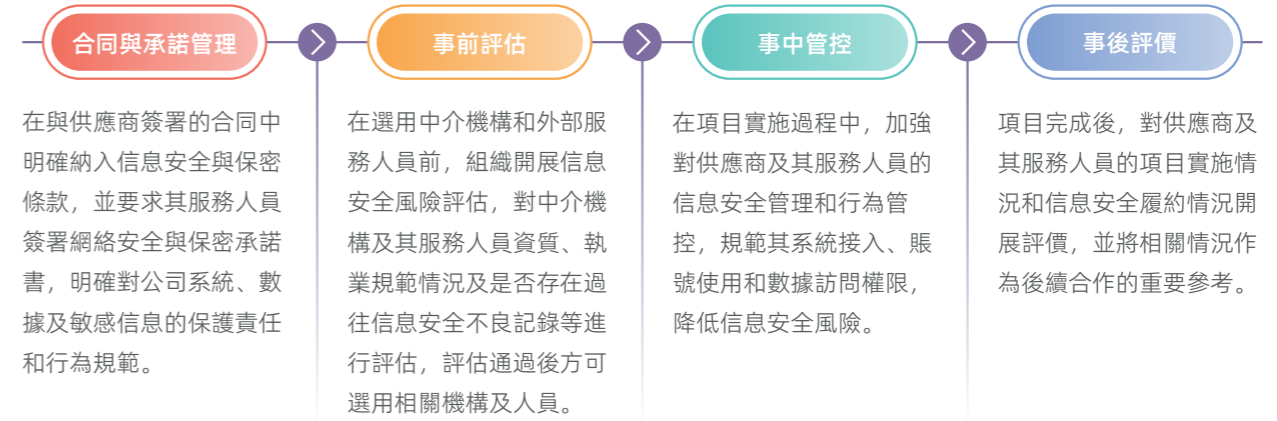 合同與承諾管理
在與供應商簽署的合同中
明確納入信息安全與保密
條款，並要求其服務人員
簽署網絡安全與保密承諾
書，明確對公司系統、數
據及敏感信息的保護責任
和行為規範。
事前評估
在選用中介機構和外部服
務人員前，組織開展信息
安全風險評估，對中介機
構及其服務人員資質、執
業規範情況及是否存在過
往信息安全不良記錄等進
行評估，評估通過後方可
選用相關機構及人員。
事中管控
在項目實施過程中，加強
對供應商及其服務人員的
信息安全管理和行為管
控，規範其系統接入、賬
號使用和數據訪問權限，
降低信息安全風險。
事後評價
項目完成後，對供應商及
其服務人員的項目實施情
況和信息安全履約情況開
展評價，並將相關情況作
為後續合作的重要參考。